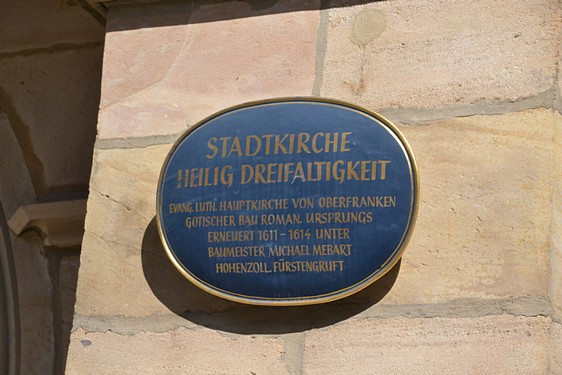 STADTKIRCHE
HEILIG DREIFALTIGKEIT
EVANG. LUTH. HAUPTKIRCHE VON OBERFRANKEN
GOTISCHER BAU ROMAN. URSPRUNGS
ERNEUERT 1611 – 1614 UNTER
BAUMEISTER MICHAEL MEBART
HOHENZOLL. FÜRSTENGRUFT